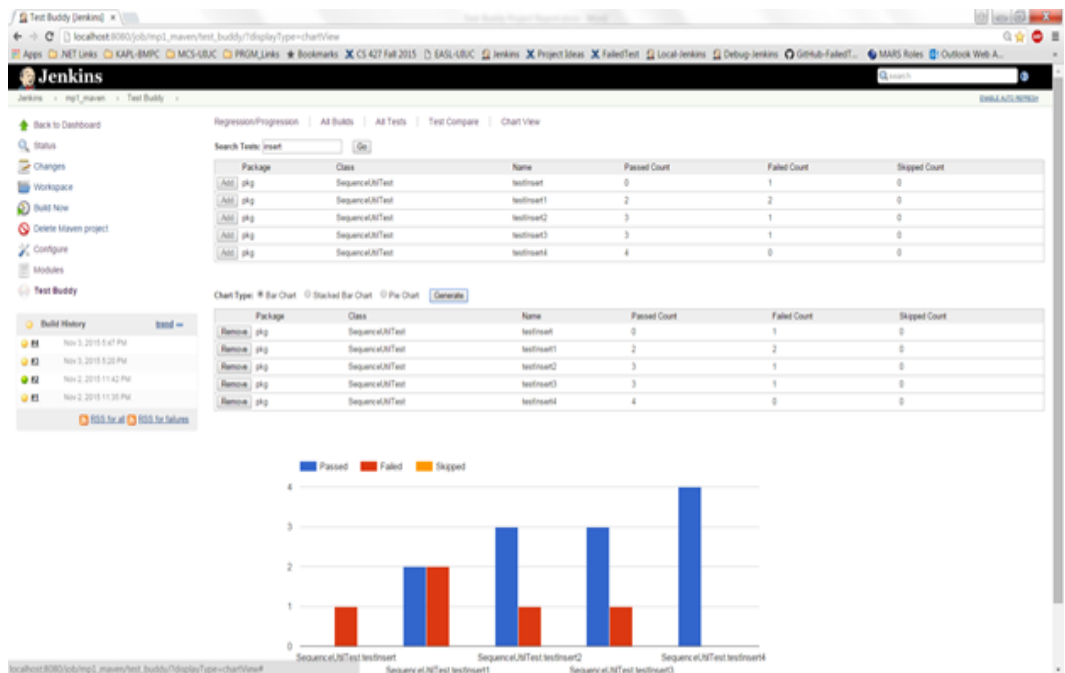 Test Buddy [Jenkins]
localhost:8080/job/mp1_maven/test_buddy/?displayType=chartView
Apps .NET Links KAPL-BMPC MCS-UIUC PRGM_Links Bookmarks CS 427 Fall 2015 EASL-UIUC Jenkins Project Ideas FailedTest Local-Jenkins Debug-Jenkins GitHub-FailedT... MARS Roles Outlook Web A...
Jenkins
search
Jenkins mp1_maven Test Buddy
ENABLE AUTO REFRESH
Back to Dashboard
Status
Changes
Workspace
Build Now
Delete Maven project
Configure
Modules
Test Buddy
Build History trend
#4 Nov 3, 2015 5:47 PM
#3 Nov 3, 2015 5:20 PM
#2 Nov 2, 2015 11:42 PM
#1 Nov 2, 2015 11:35 PM
RSS for all RSS for failures
Regression/Progression All Builds All Tests Test Compare Chart View
Search Tests: insert Go
Package Class Name Passed Count Failed Count Skipped Count
Add pkg SequenceUtilTest testInsert 0 1 0
Add pkg SequenceUtilTest testInsert1 2 2 0
Add pkg SequenceUtilTest testInsert2 3 1 0
Add pkg SequenceUtilTest testInsert3 3 1 0
Add pkg SequenceUtilTest testInsert4 4 0 0
Chart Type: Bar Chart Stacked Bar Chart Pie Chart Generate
Package Class Name Passed Count Failed Count Skipped Count
Remove pkg SequenceUtilTest testInsert 0 1 0
Remove pkg SequenceUtilTest testInsert1 2 2 0
Remove pkg SequenceUtilTest testInsert2 3 1 0
Remove pkg SequenceUtilTest testInsert3 3 1 0
Remove pkg SequenceUtilTest testInsert4 4 0 0
Passed Failed Skipped
4
3
2
1
0
SequenceUtilTest.testInsert SequenceUtilTest.testInsert2 SequenceUtilTest.testInsert4
SequenceUtilTest.testInsert1 SequenceUtilTest.testInsert3
localhost:8080/job/mp1_maven/test_buddy/?displayType=chartView#